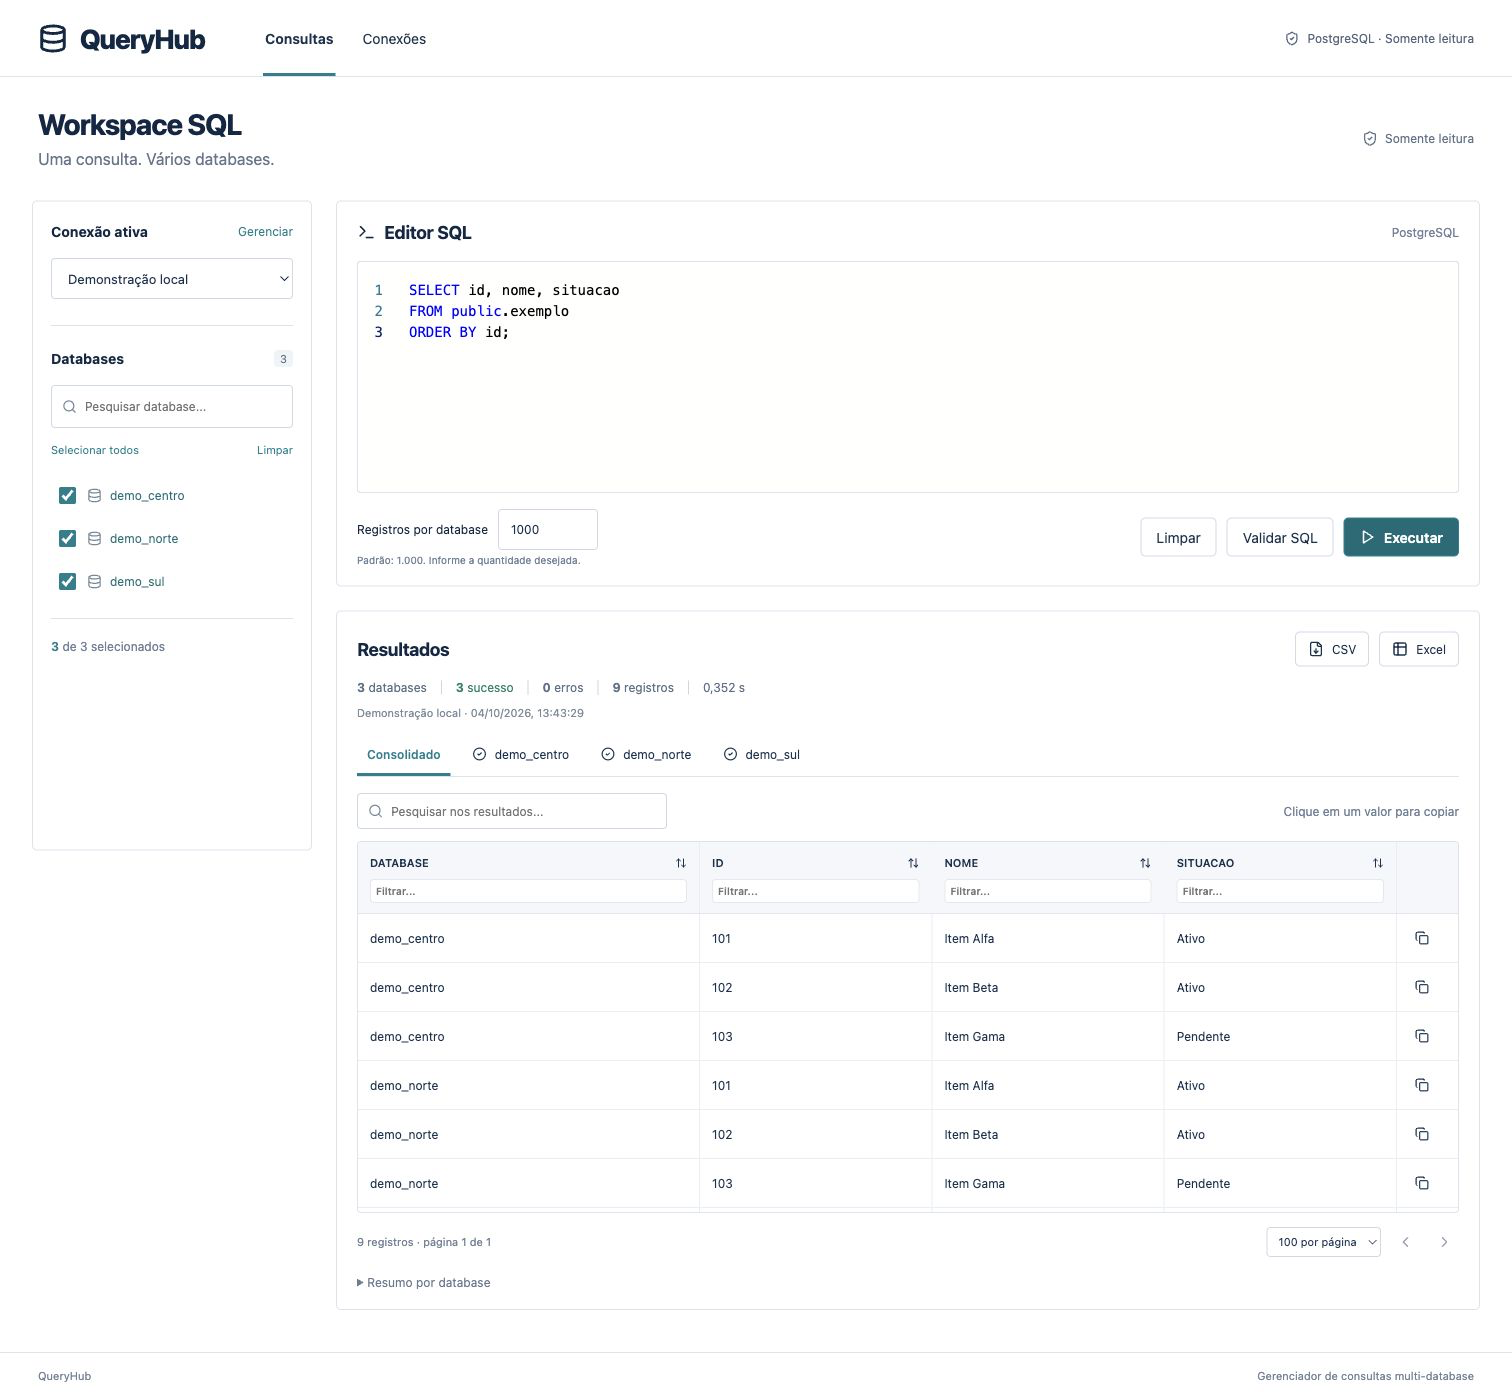 QueryHub
Consultas
Conexões
PostgreSQL · Somente leitura
Workspace SQL
Uma consulta. Vários databases.
Somente leitura
Conexão ativa
Gerenciar
Demonstração local
Databases
3
Pesquisar database...
Selecionar todos
Limpar
demo_centro
demo_norte
demo_sul
3 de 3 selecionados
Editor SQL
PostgreSQL
1 SELECT id, nome, situacao
2 FROM public.exemplo
3 ORDER BY id;
Registros por database
1000
Padrão: 1.000. Informe a quantidade desejada.
Limpar
Validar SQL
Executar
Resultados
CSV
Excel
3 databases
3 sucesso
0 erros
9 registros
0,352 s
Demonstração local · 04/10/2026, 13:43:29
Consolidado
demo_centro
demo_norte
demo_sul
Pesquisar nos resultados...
Clique em um valor para copiar
DATABASE ID NOME SITUACAO
Filtrar... Filtrar... Filtrar... Filtrar...
demo_centro 101 Item Alfa Ativo
demo_centro 102 Item Beta Ativo
demo_centro 103 Item Gama Pendente
demo_norte 101 Item Alfa Ativo
demo_norte 102 Item Beta Ativo
demo_norte 103 Item Gama Pendente
9 registros · página 1 de 1
100 por página
Resumo por database
QueryHub
Gerenciador de consultas multi-database